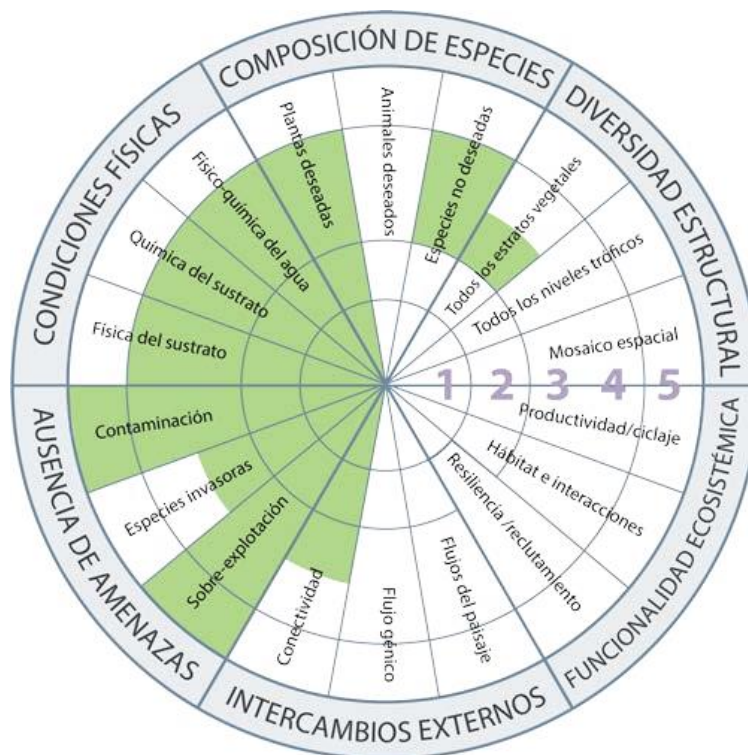 COMPOSICIÓN DE ESPECIES
Plantas deseadas
Animales deseados
Especies no deseadas
DIVERSIDAD ESTRUCTURAL
Todos los estratos vegetales
Todos los niveles tróficos
Mosaico espacial
1 2 3 4 5
FUNCIONALIDAD ECOSISTÉMICA
Productividad/ciclaje
Hábitat e interacciones
Resiliencia /reclutamiento
INTERCAMBIOS EXTERNOS
Flujos del paisaje
Flujo génico
Conectividad
AUSENCIA DE AMENAZAS
Sobre-explotación
Especies invasoras
Contaminación
CONDICIONES FÍSICAS
Física del sustrato
Química del sustrato
Físico-química del agua